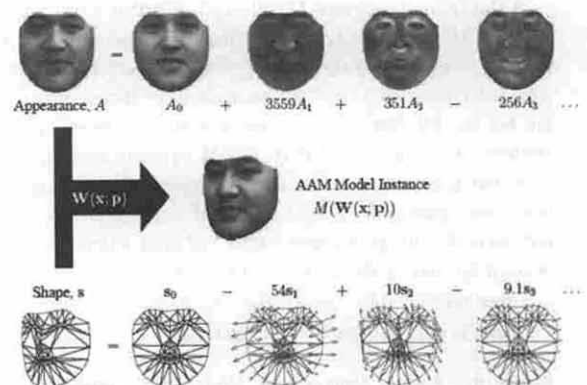 Appearance, A A₀ + 3559A₁ + 351A₂ − 256A₃ ...
W(x; p)
AAM Model Instance
M(W(x; p))
Shape, s s₀ − 54s₁ + 10s₂ − 9.1s₃ ...